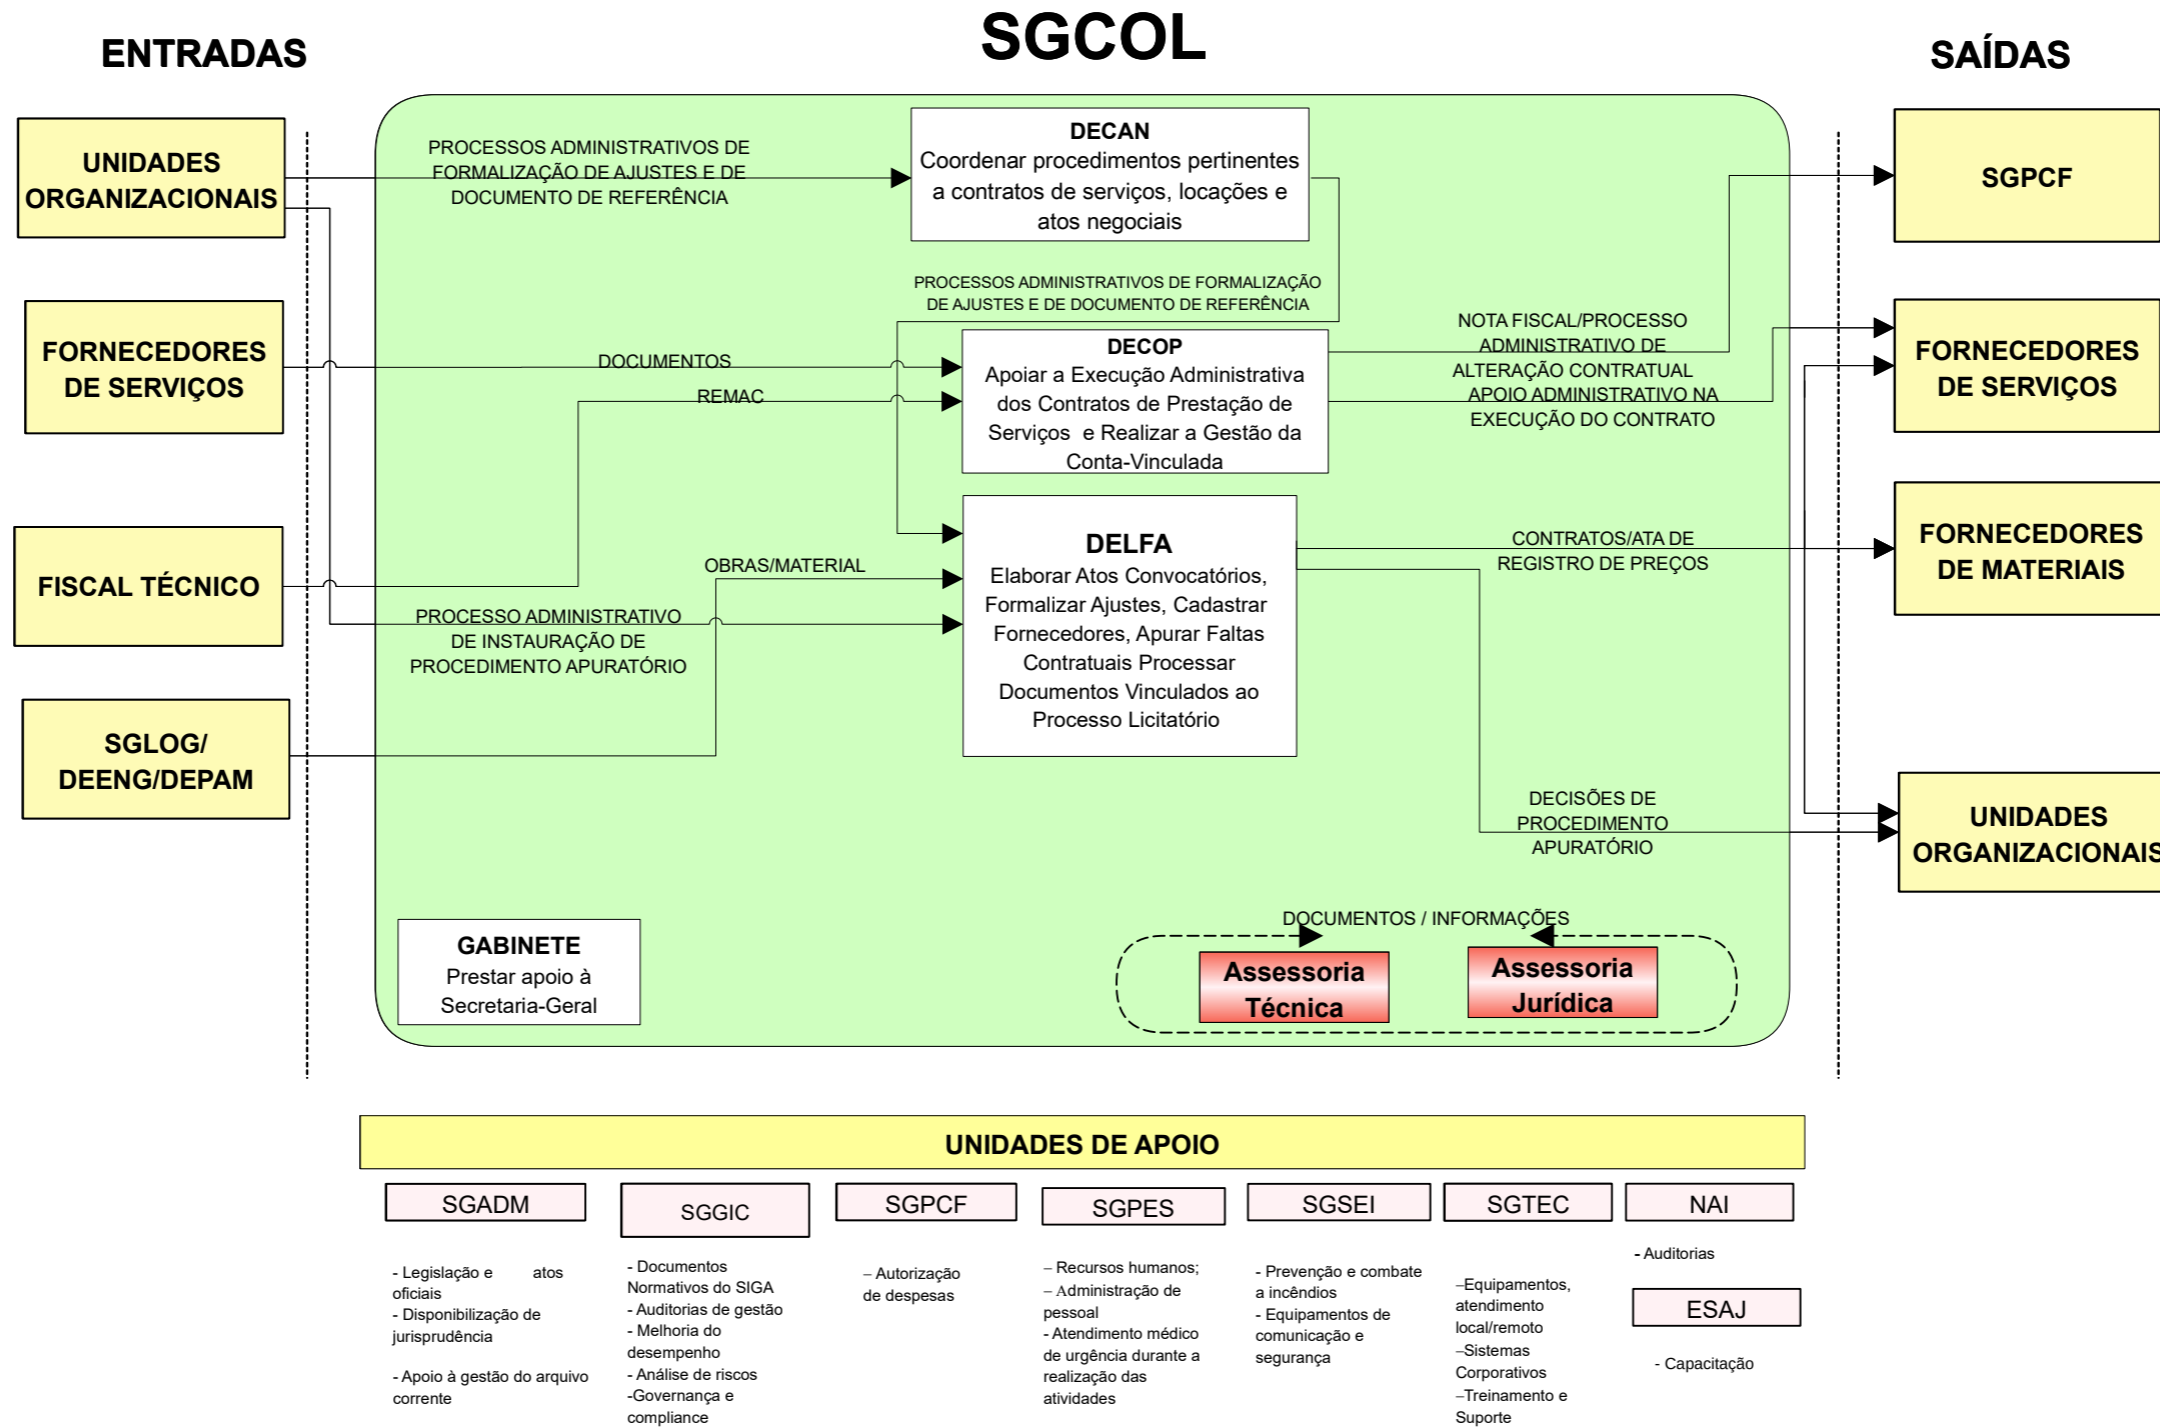 SGCOL
ENTRADAS
SAÍDAS
UNIDADES
ORGANIZACIONAIS
FORNECEDORES
DE SERVIÇOS
FISCAL TÉCNICO
SGLOG/
DEENG/DEPAM
PROCESSOS ADMINISTRATIVOS DE
FORMALIZAÇÃO DE AJUSTES E DE
DOCUMENTO DE REFERÊNCIA
DECAN
Coordenar procedimentos pertinentes
a contratos de serviços, locações e
atos negociais
PROCESSOS ADMINISTRATIVOS DE FORMALIZAÇÃO
DE AJUSTES E DE DOCUMENTO DE REFERÊNCIA
DOCUMENTOS
REMAC
DECOP
Apoiar a Execução Administrativa
dos Contratos de Prestação de
Serviços e Realizar a Gestão da
Conta-Vinculada
NOTA FISCAL/PROCESSO
ADMINISTRATIVO DE
ALTERAÇÃO CONTRATUAL
APOIO ADMINISTRATIVO NA
EXECUÇÃO DO CONTRATO
OBRAS/MATERIAL
PROCESSO ADMINISTRATIVO
DE INSTAURAÇÃO DE
PROCEDIMENTO APURATÓRIO
DELFA
Elaborar Atos Convocatórios,
Formalizar Ajustes, Cadastrar
Fornecedores, Apurar Faltas
Contratuais Processar
Documentos Vinculados ao
Processo Licitatório
CONTRATOS/ATA DE
REGISTRO DE PREÇOS
DECISÕES DE
PROCEDIMENTO
APURATÓRIO
SGPCF
FORNECEDORES
DE SERVIÇOS
FORNECEDORES
DE MATERIAIS
UNIDADES
ORGANIZACIONAIS
GABINETE
Prestar apoio à
Secretaria-Geral
DOCUMENTOS / INFORMAÇÕES
Assessoria
Técnica
Assessoria
Jurídica
UNIDADES DE APOIO
SGADM
- Legislação e atos
oficiais
- Disponibilização de
jurisprudência
- Apoio à gestão do arquivo
corrente
SGGIC
- Documentos
Normativos do SIGA
- Auditorias de gestão
- Melhoria do
desempenho
- Análise de riscos
-Governança e
compliance
SGPCF
– Autorização
de despesas
SGPES
– Recursos humanos;
– Administração de
pessoal
- Atendimento médico
de urgência durante a
realização das
atividades
SGSEI
- Prevenção e combate
a incêndios
- Equipamentos de
comunicação e
segurança
SGTEC
–Equipamentos,
atendimento
local/remoto
–Sistemas
Corporativos
–Treinamento e
Suporte
NAI
- Auditorias
ESAJ
- Capacitação